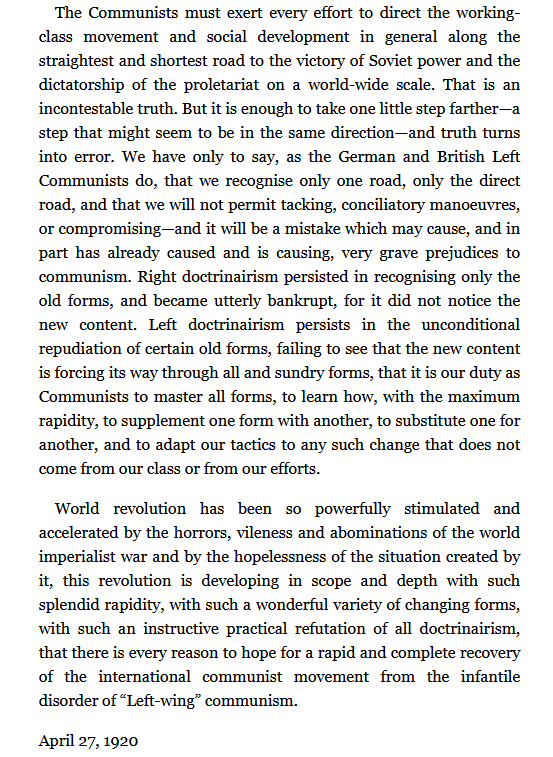 The Communists must exert every effort to direct the working-
class movement and social development in general along the
straightest and shortest road to the victory of Soviet power and the
dictatorship of the proletariat on a world-wide scale. That is an
incontestable truth. But it is enough to take one little step farther—a
step that might seem to be in the same direction—and truth turns
into error. We have only to say, as the German and British Left
Communists do, that we recognise only one road, only the direct
road, and that we will not permit tacking, conciliatory manoeuvres,
or compromising—and it will be a mistake which may cause, and in
part has already caused and is causing, very grave prejudices to
communism. Right doctrinairism persisted in recognising only the
old forms, and became utterly bankrupt, for it did not notice the
new content. Left doctrinairism persists in the unconditional
repudiation of certain old forms, failing to see that the new content
is forcing its way through all and sundry forms, that it is our duty as
Communists to master all forms, to learn how, with the maximum
rapidity, to supplement one form with another, to substitute one for
another, and to adapt our tactics to any such change that does not
come from our class or from our efforts.
World revolution has been so powerfully stimulated and
accelerated by the horrors, vileness and abominations of the world
imperialist war and by the hopelessness of the situation created by
it, this revolution is developing in scope and depth with such
splendid rapidity, with such a wonderful variety of changing forms,
with such an instructive practical refutation of all doctrinairism,
that there is every reason to hope for a rapid and complete recovery
of the international communist movement from the infantile
disorder of “Left-wing” communism.
April 27, 1920